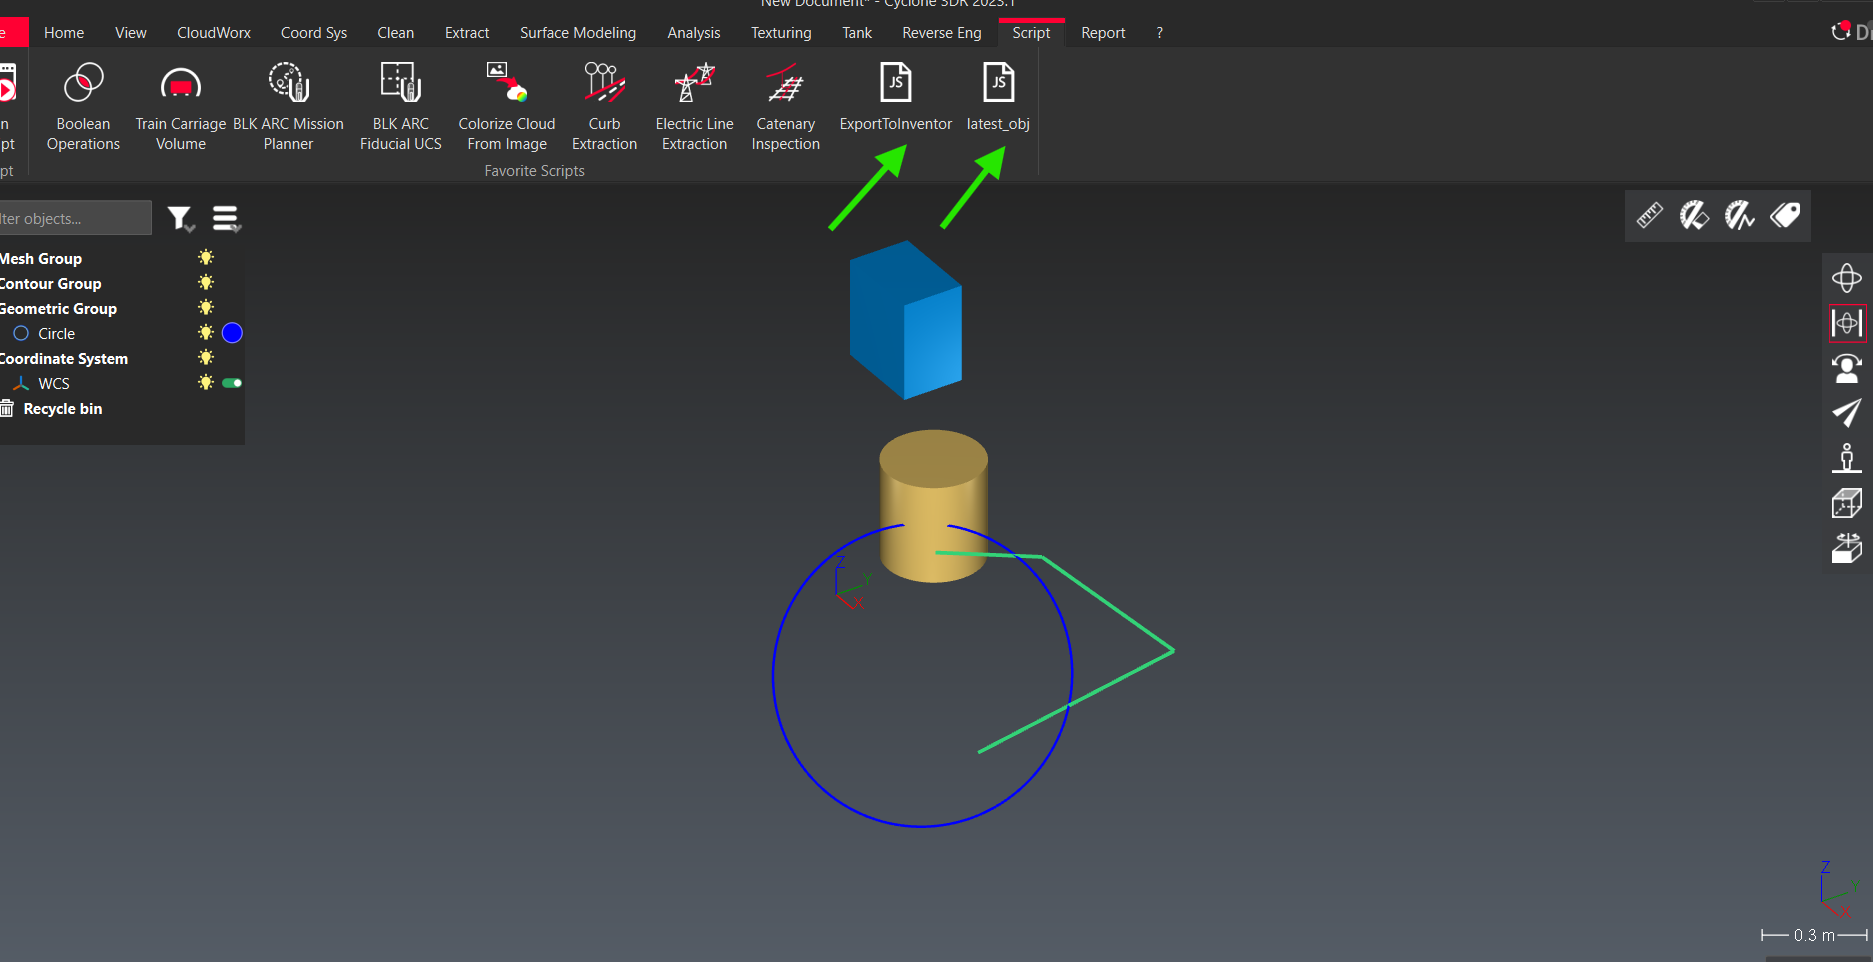 New Document* - Cyclone 3DR 2023.1
Home View CloudWorx Coord Sys Clean Extract Surface Modeling Analysis Texturing Tank Reverse Eng Script Report ?
Boolean Operations
Train Carriage Volume
BLK ARC Mission Planner
BLK ARC Fiducial UCS
Colorize Cloud From Image
Curb Extraction
Electric Line Extraction
Catenary Inspection
JS
ExportToInventor
JS
latest_obj
Favorite Scripts
lter objects...
Mesh Group
Contour Group
Geometric Group
Circle
Coordinate System
WCS
Recycle bin
Z
Y
X
Z
X
0.3 m